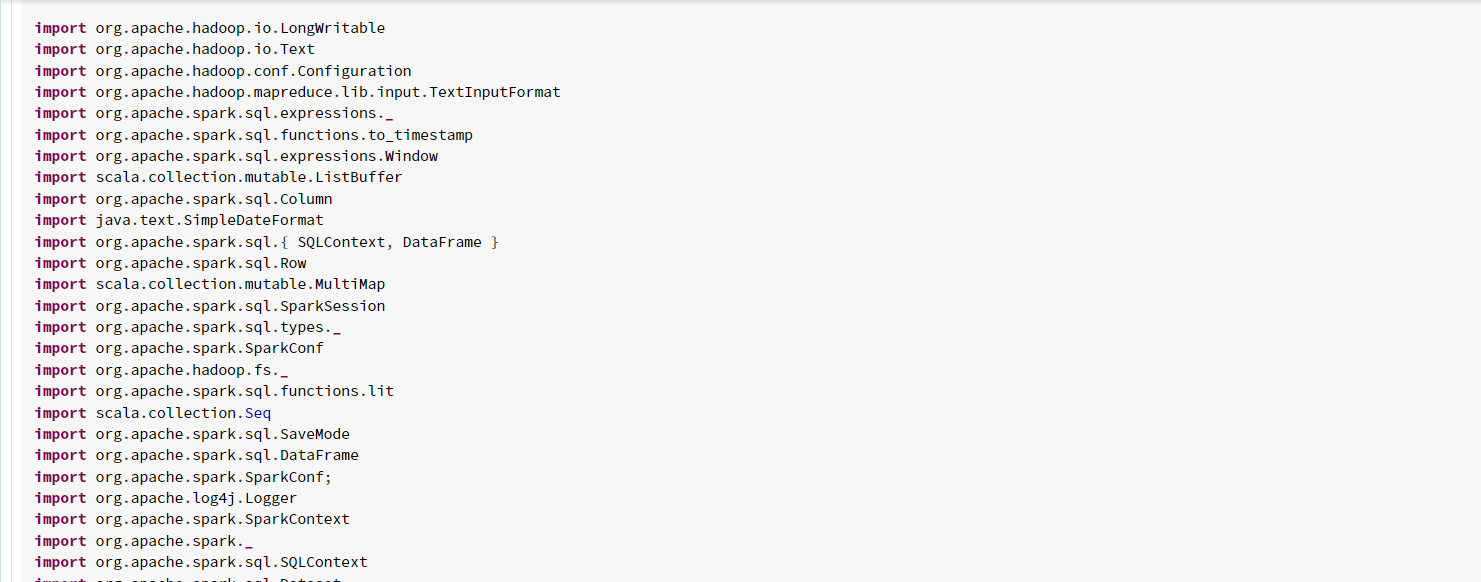 import org.apache.hadoop.io.LongWritable
import org.apache.hadoop.io.Text
import org.apache.hadoop.conf.Configuration
import org.apache.hadoop.mapreduce.lib.input.TextInputFormat
import org.apache.spark.sql.expressions._
import org.apache.spark.sql.functions.to_timestamp
import org.apache.spark.sql.expressions.Window
import scala.collection.mutable.ListBuffer
import org.apache.spark.sql.Column
import java.text.SimpleDateFormat
import org.apache.spark.sql.{ SQLContext, DataFrame }
import org.apache.spark.sql.Row
import scala.collection.mutable.MultiMap
import org.apache.spark.sql.SparkSession
import org.apache.spark.sql.types._
import org.apache.spark.SparkConf
import org.apache.hadoop.fs._
import org.apache.spark.sql.functions.lit
import scala.collection.Seq
import org.apache.spark.sql.SaveMode
import org.apache.spark.sql.DataFrame
import org.apache.spark.SparkConf;
import org.apache.log4j.Logger
import org.apache.spark.SparkContext
import org.apache.spark._
import org.apache.spark.sql.SQLContext
import org.apache.spark.sql.Dataset